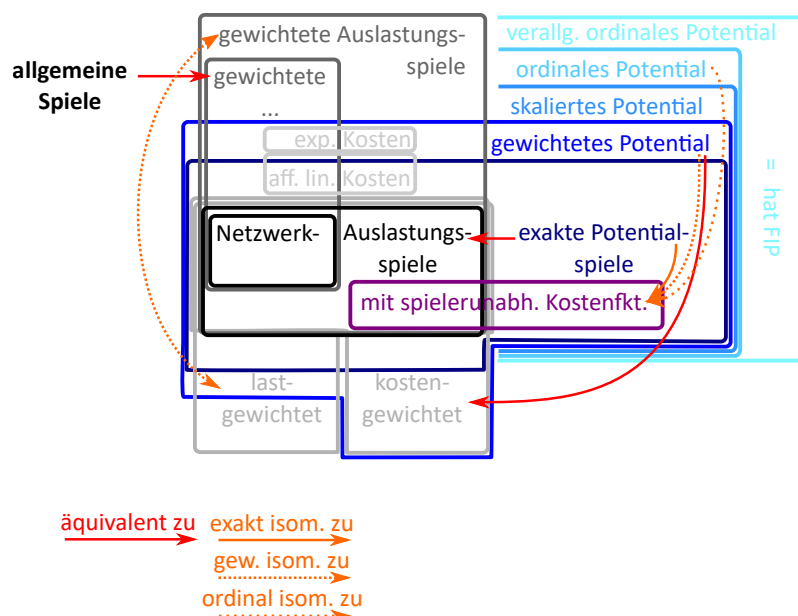 verallg. ordinales Potential
gewichtete Auslastungs-
spiele
ordinales Potential
allgemeine
Spiele
gewichtete
...
skaliertes Potential
exp. Kosten
gewichtetes Potential
aff. lin. Kosten
= hat FIP
Netzwerk-
Auslastungs-
spiele
exakte Potential-
spiele
mit spielerunabh. Kostenfkt.
last-
gewichtet
kosten-
gewichtet
äquivalent zu
exakt isom. zu
gew. isom. zu
ordinal isom. zu